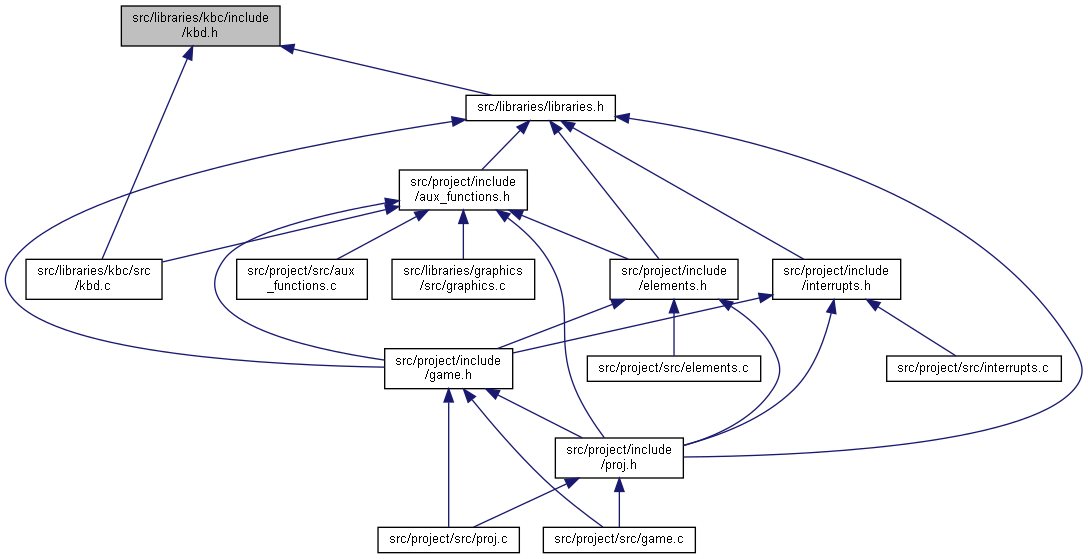 src/libraries/kbc/include
/kbd.h
src/libraries/libraries.h
src/project/include
/aux_functions.h
src/libraries/kbc/src
/kbd.c
src/project/src/aux
_functions.c
src/libraries/graphics
/src/graphics.c
src/project/include
/elements.h
src/project/include
/interrupts.h
src/project/include
/game.h
src/project/src/elements.c
src/project/src/interrupts.c
src/project/include
/proj.h
src/project/src/proj.c
src/project/src/game.c